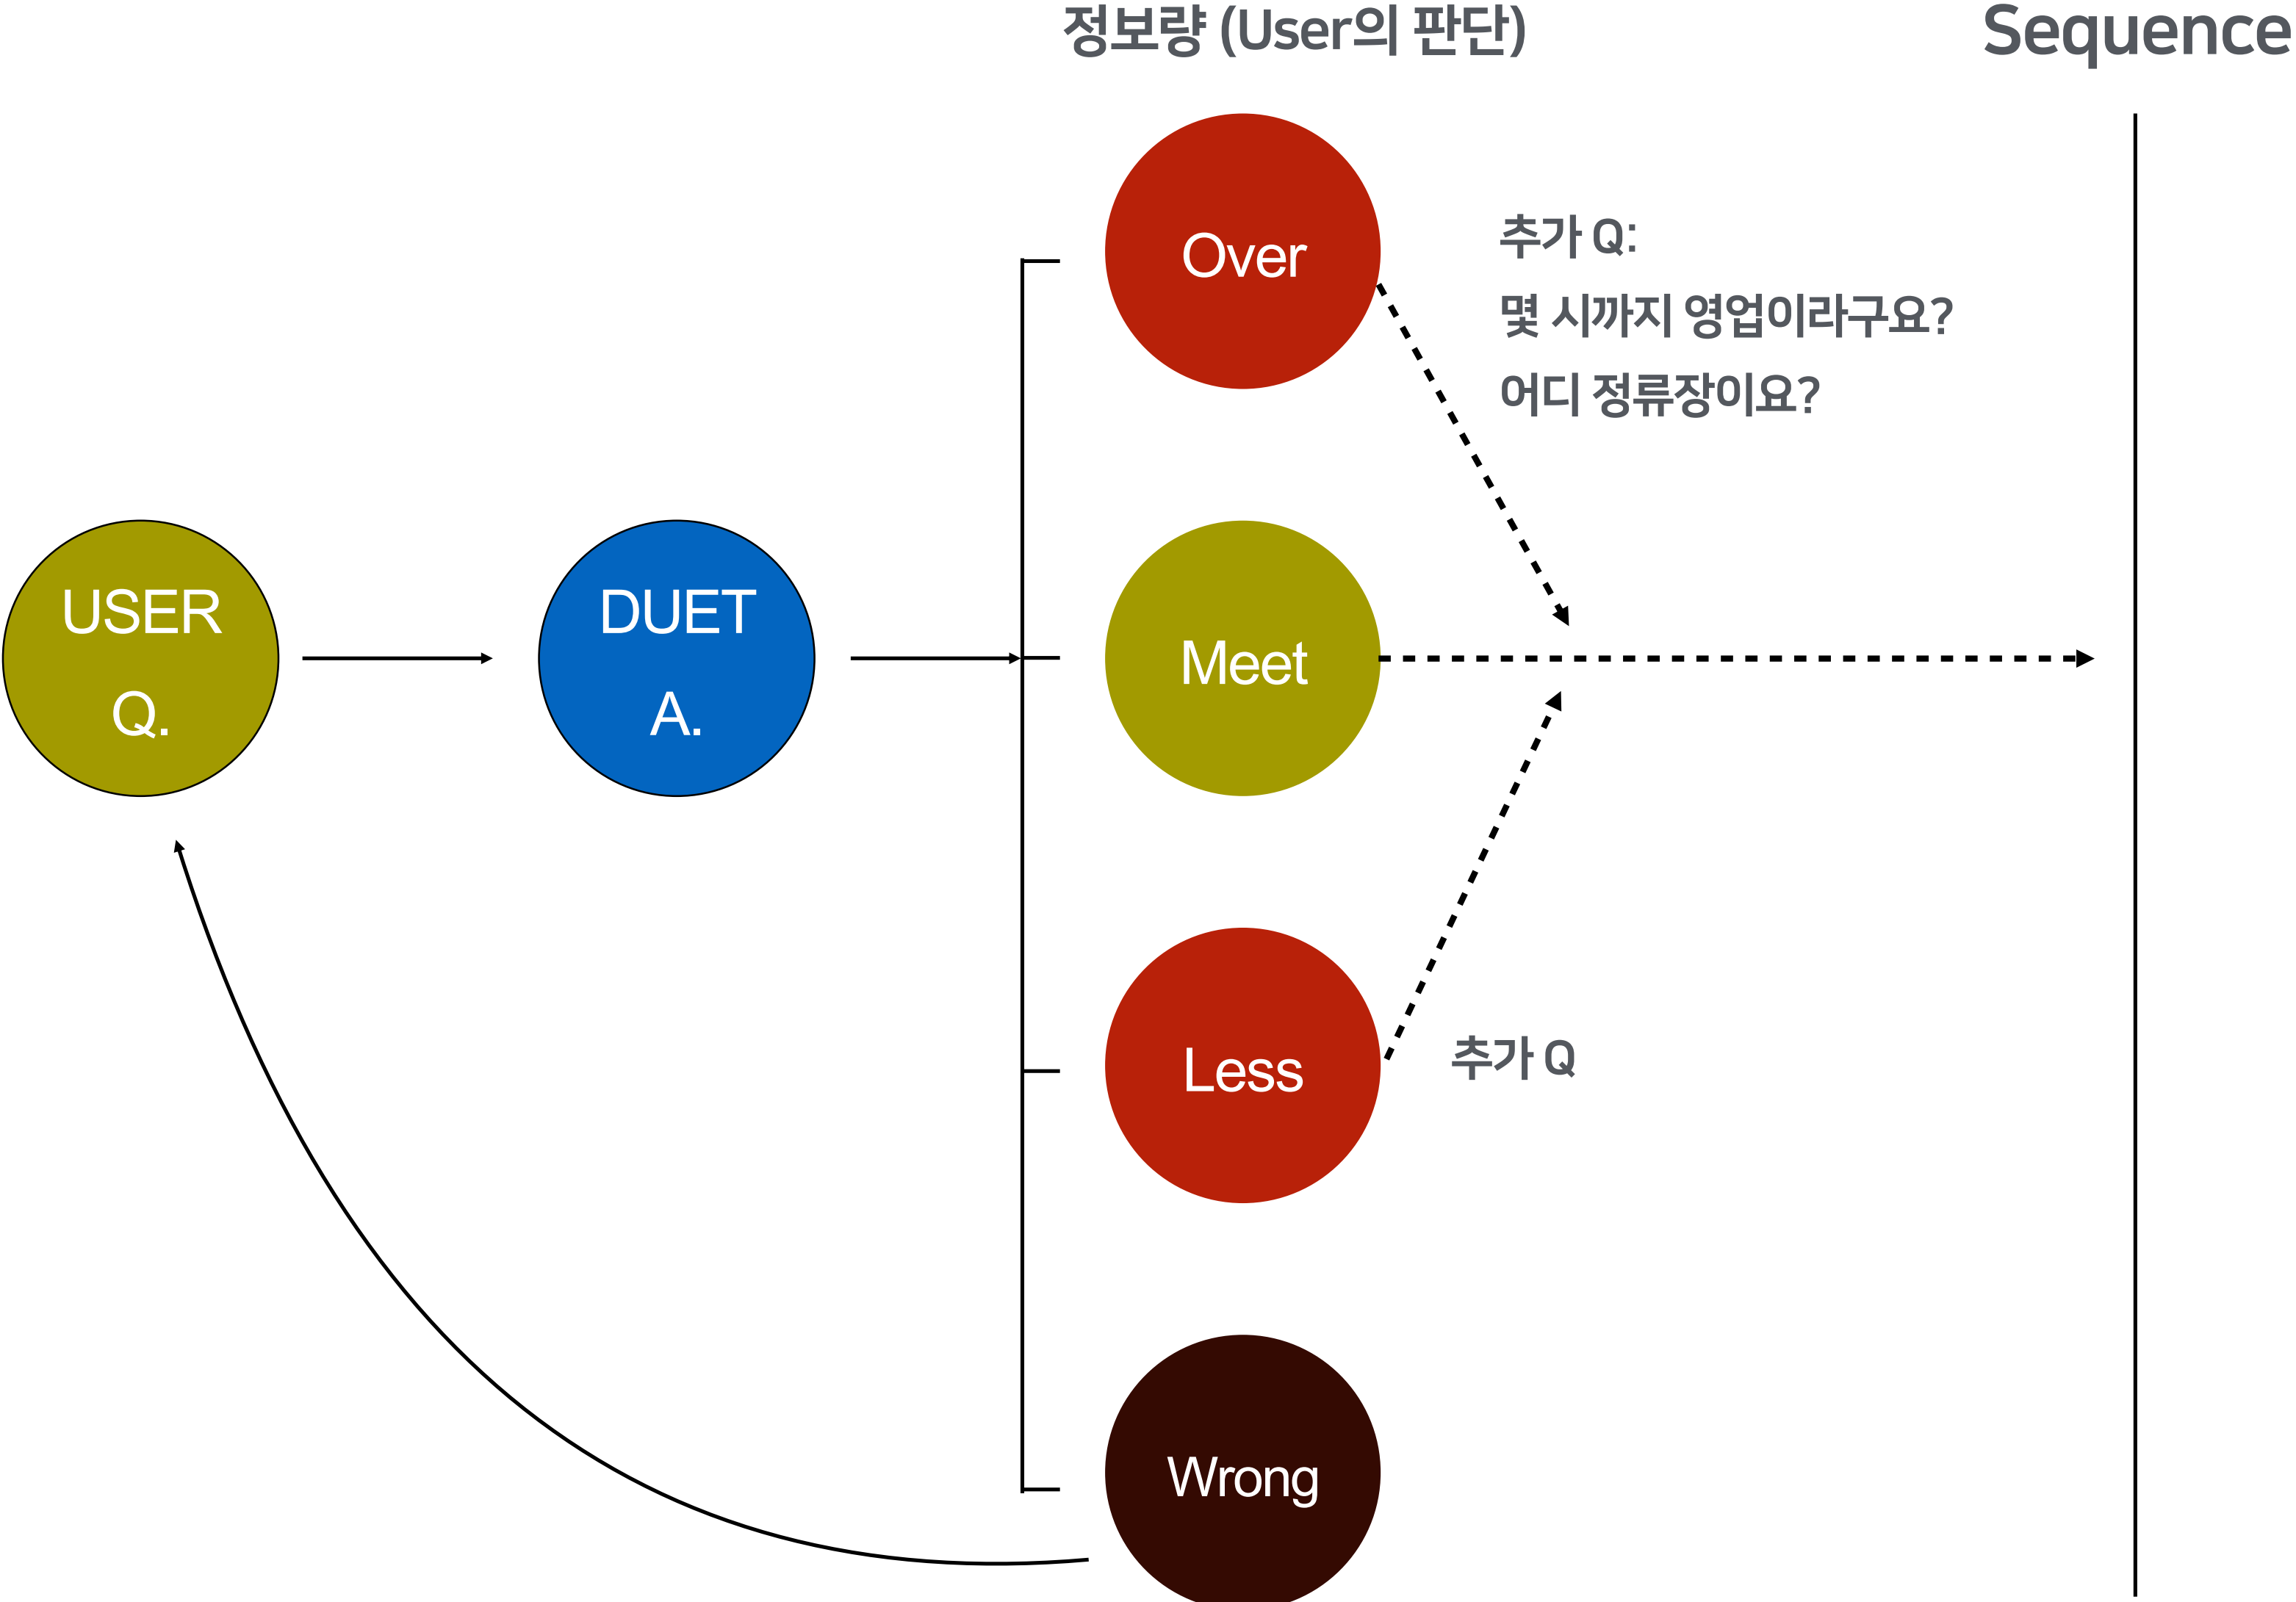 정보량 (User의 판단)
Sequence
Over
추가 Q:
몇 시까지 영업이라구요?
어디 정류장이요?
USER
Q.
DUET
A.
Meet
Less
추가 Q
Wrong